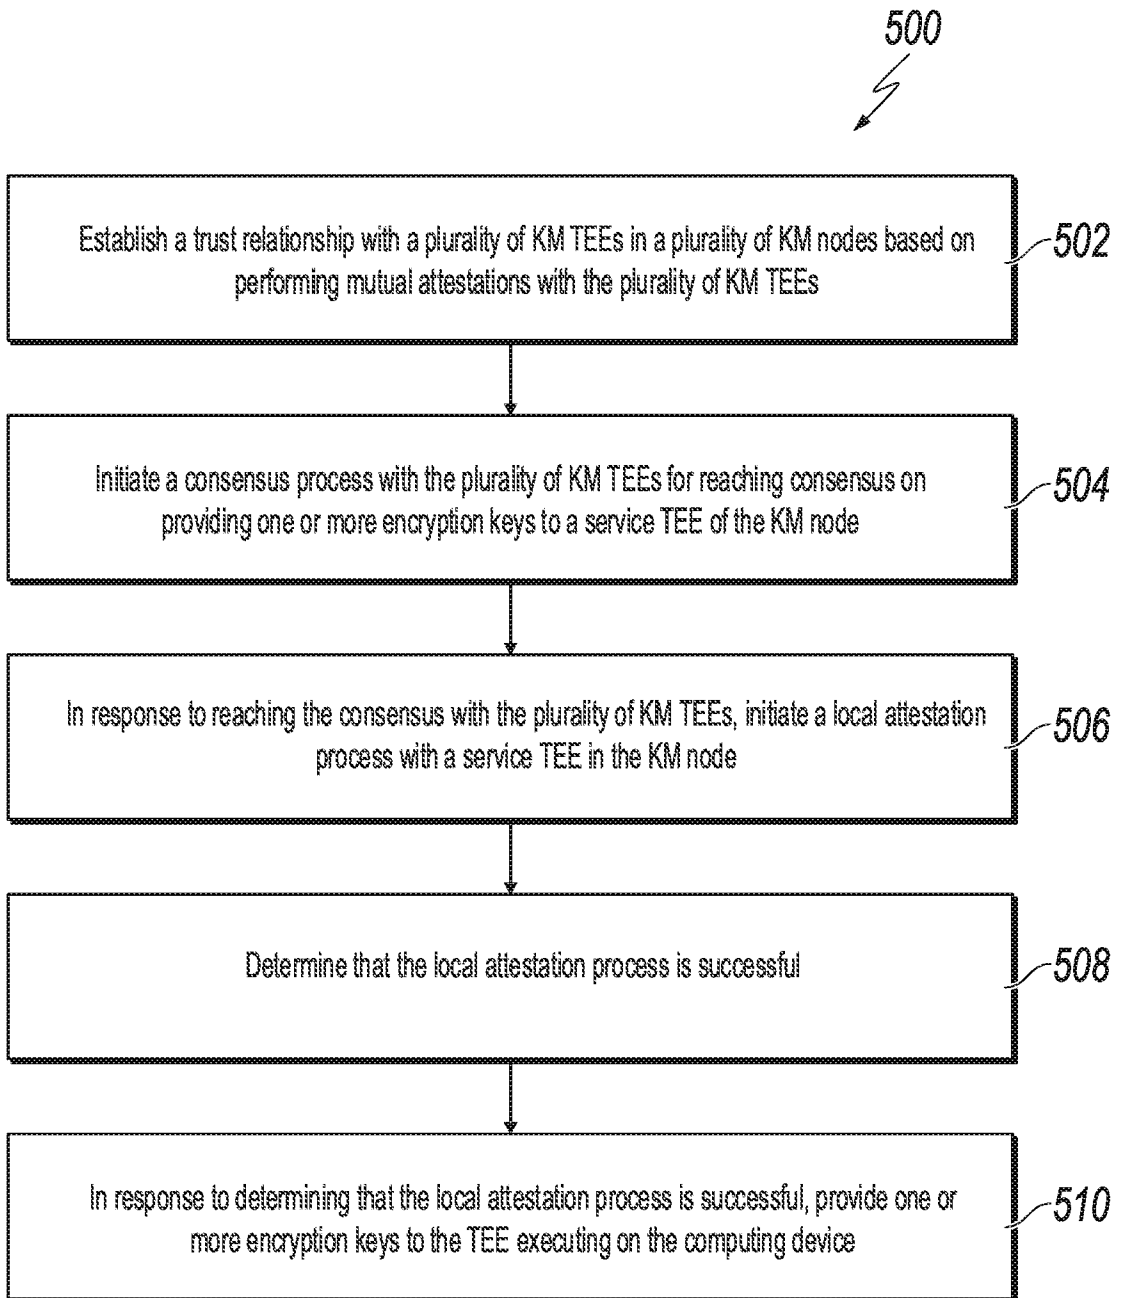 500
Establish a trust relationship with a plurality of KM TEEs in a plurality of KM nodes based on
performing mutual attestations with the plurality of KM TEEs
502
Initiate a consensus process with the plurality of KM TEEs for reaching consensus on
providing one or more encryption keys to a service TEE of the KM node
504
In response to reaching the consensus with the plurality of KM TEEs, initiate a local attestation
process with a service TEE in the KM node
506
Determine that the local attestation process is successful
508
In response to determining that the local attestation process is successful, provide one or
more encryption keys to the TEE executing on the computing device
510